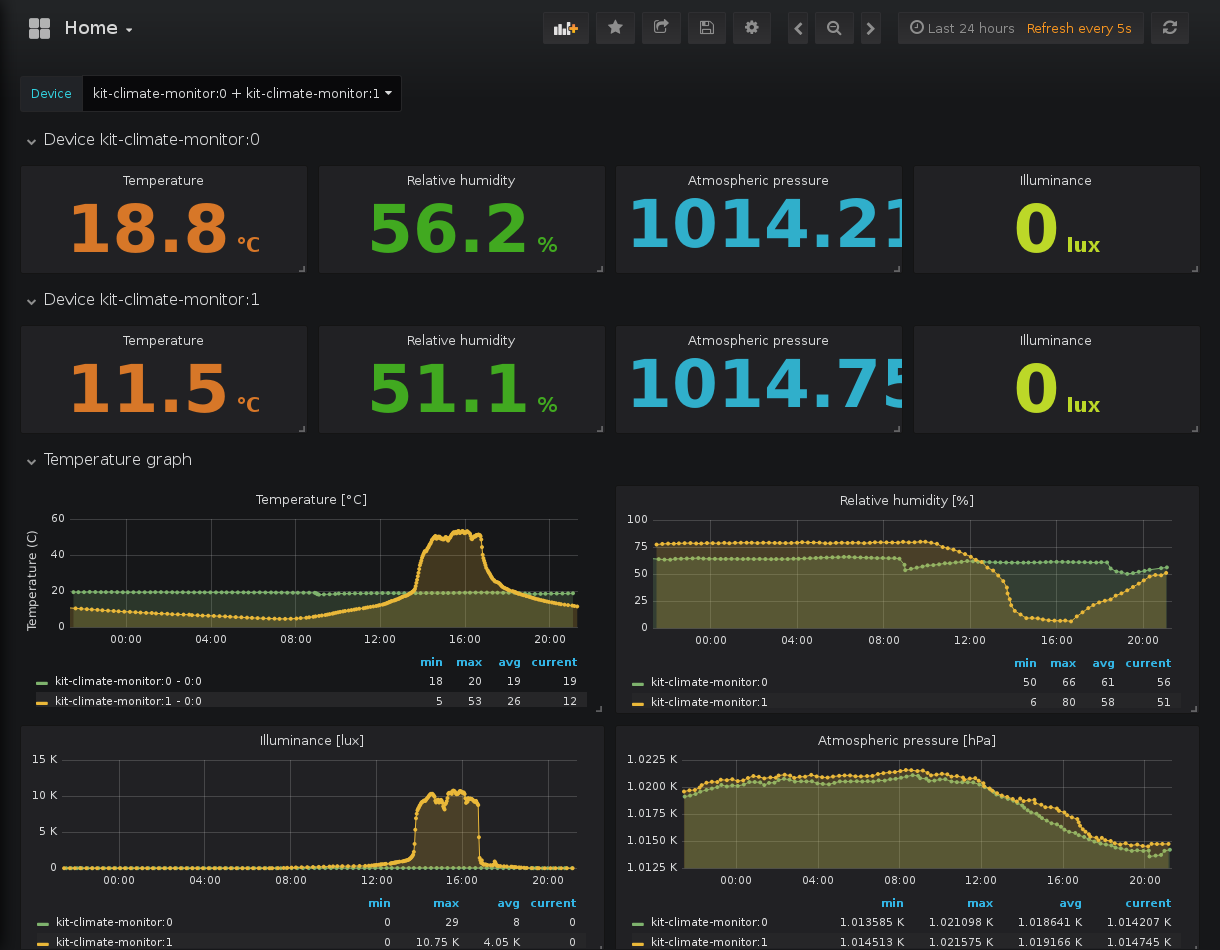 Home
Last 24 hours Refresh every 5s
Device kit-climate-monitor:0 + kit-climate-monitor:1
Device kit-climate-monitor:0
Temperature Relative humidity Atmospheric pressure Illuminance
18.8 °C 56.2 % 1014.21 0 lux
Device kit-climate-monitor:1
Temperature Relative humidity Atmospheric pressure Illuminance
11.5 °C 51.1 % 1014.75 0 lux
Temperature graph
Temperature [°C]
Temperature (C)
60
40
20
0
00:00 04:00 08:00 12:00 16:00 20:00
min max avg current
kit-climate-monitor:0 - 0:0 18 20 19 19
kit-climate-monitor:1 - 0:0 5 53 26 12
Relative humidity [%]
100
75
50
25
0
00:00 04:00 08:00 12:00 16:00 20:00
min max avg current
kit-climate-monitor:0 50 66 61 56
kit-climate-monitor:1 6 80 58 51
Illuminance [lux]
15 K
10 K
5 K
0
00:00 04:00 08:00 12:00 16:00 20:00
min max avg current
kit-climate-monitor:0 0 29 8 0
kit-climate-monitor:1 0 10.75 K 4.05 K 0
Atmospheric pressure [hPa]
1.0225 K
1.0200 K
1.0175 K
1.0150 K
1.0125 K
00:00 04:00 08:00 12:00 16:00 20:00
min max avg current
kit-climate-monitor:0 1.013585 K 1.021098 K 1.018641 K 1.014207 K
kit-climate-monitor:1 1.014513 K 1.021575 K 1.019166 K 1.014745 K